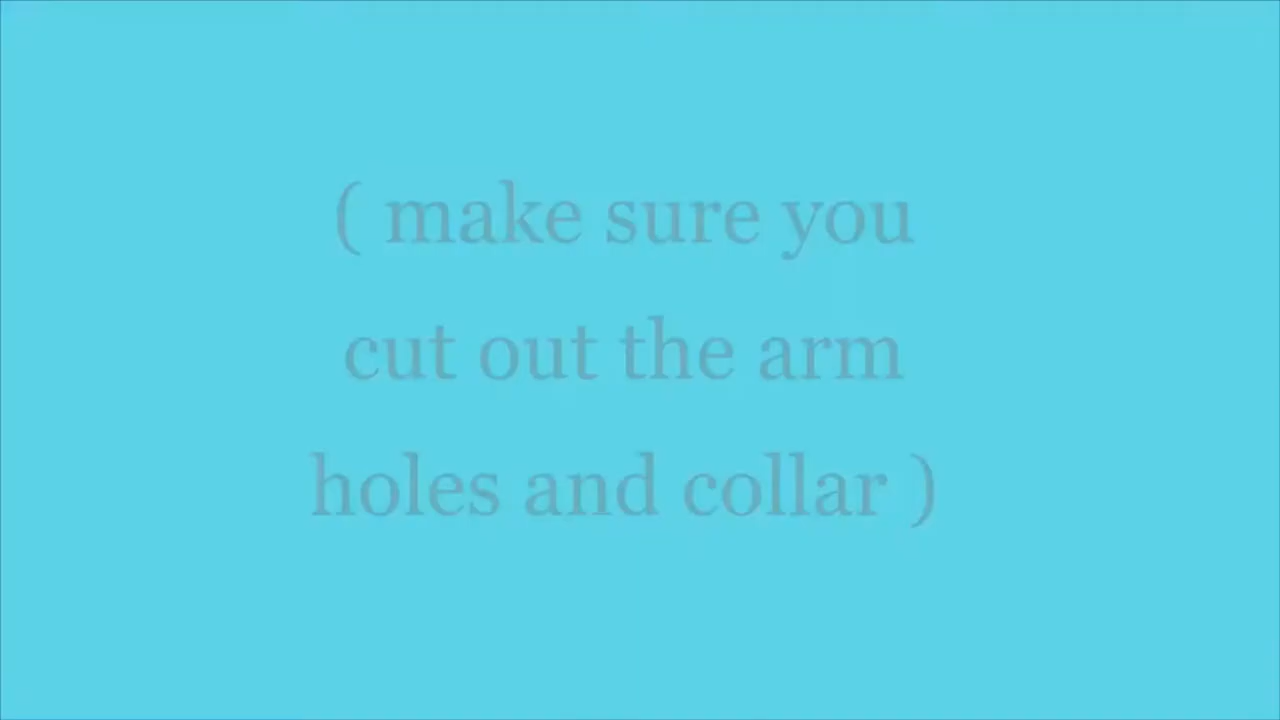 ( make sure you
cut out the arm
holes and collar )